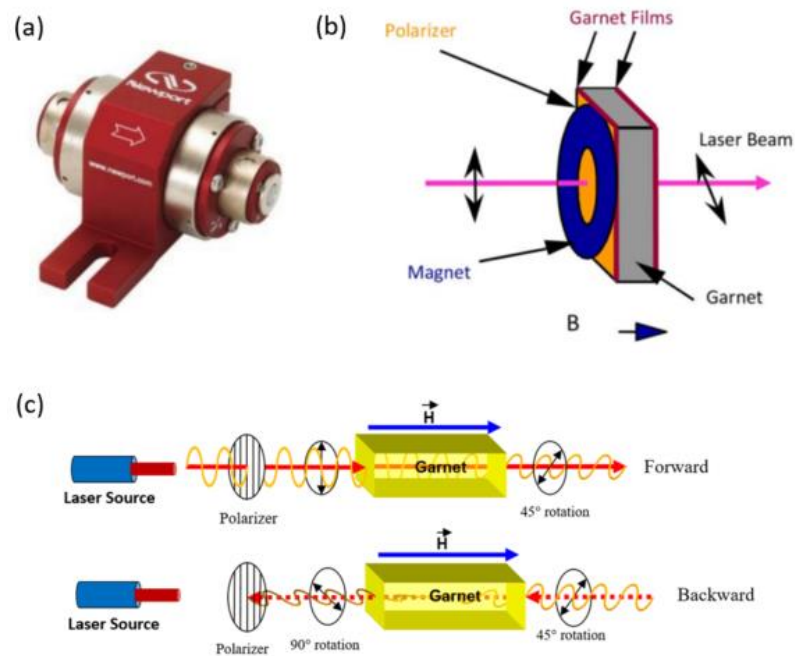 (a)
Newport
www.newport.com
(b)
Polarizer
Garnet Films
Laser Beam
Magnet
Garnet
B
(c)
H
Garnet
Forward
Laser Source
Polarizer
45° rotation
H
Garnet
Backward
Laser Source
Polarizer
90° rotation
45° rotation